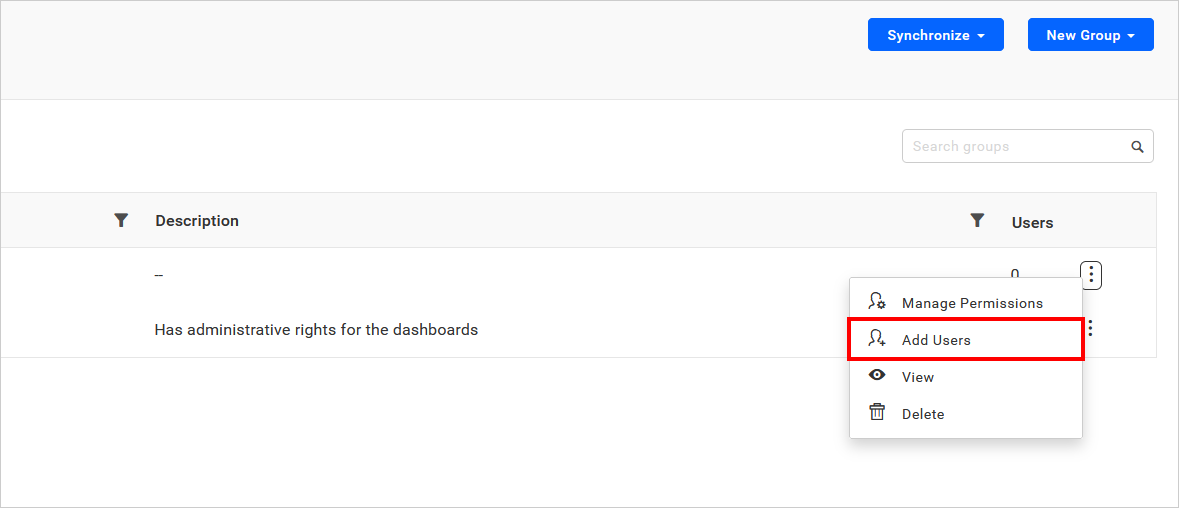 Synchronize
New Group
Search groups
Description
Users
--
0
Manage Permissions
Has administrative rights for the dashboards
Add Users
View
Delete